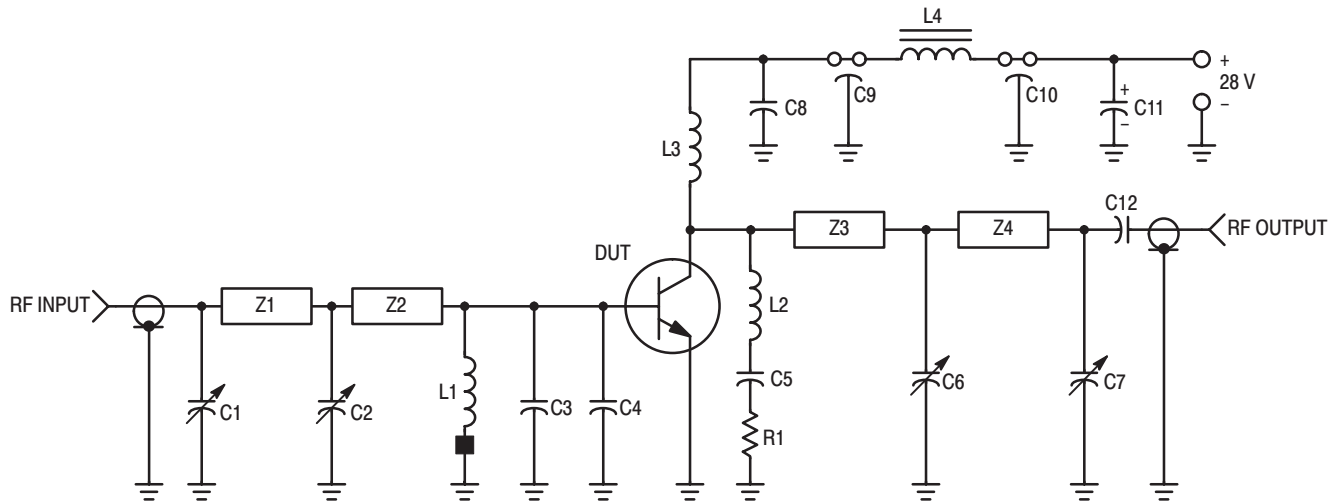 L4
+
28 V
−
C8
C9
C10
+
C11
−
L3
C12
Z3
Z4
RF OUTPUT
DUT
RF INPUT
Z1
Z2
L2
L1
C5
C6
C7
C1
C2
C3
C4
R1